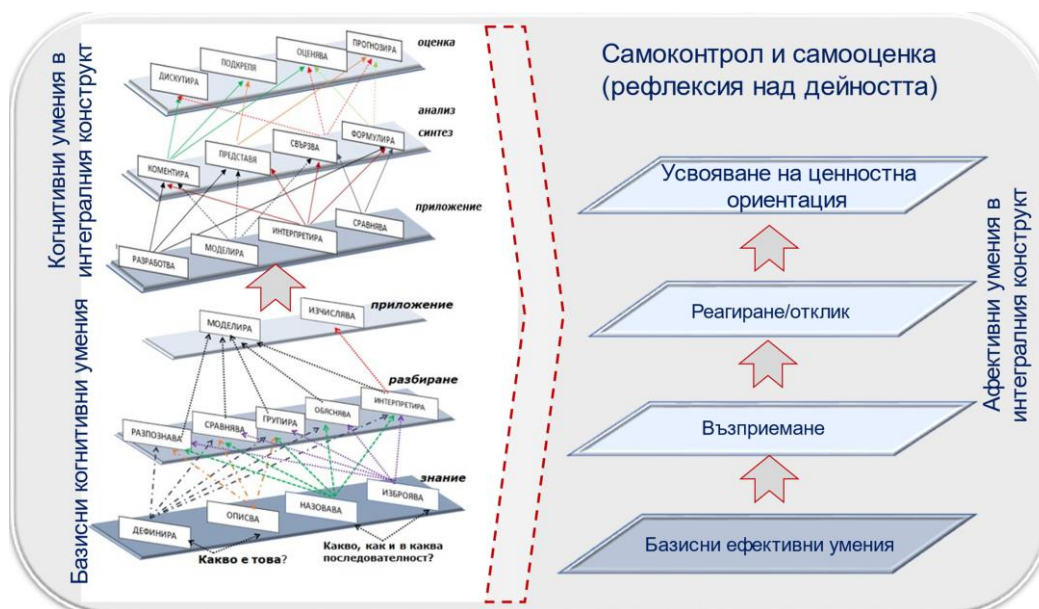 Когнитивни умения в
интегралния конструкт
оценка
ПРОГНОЗИРА
ОЦЕНЯВА
ПОДКРЕПЯ
ДИСКУТИРА
анализ
синтез
ФОРМУЛИРА
СВЪРЗВА
ПРЕДСТАВЯ
КОМЕНТИРА
приложение
СРАВНЯВА
ИНТЕРПРЕТИРА
МОДЕЛИРА
РАЗРАБОТВА
Базисни когнитивни умения
приложение
ИЗЧИСЛЯВА
МОДЕЛИРА
разбиране
ИНТЕРПРЕТИРА
ОБЯСНЯВА
ГРУПИРА
СРАВНЯВА
РАЗПОЗНАВА
знание
ИЗБРОЯВА
НАЗОВАВА
ОПИСВА
ДЕФИНИРА
Какво е това?
Какво, как и в каква
последователност?
Самоконтрол и самооценка
(рефлексия над дейността)
Усвояване на ценностна
ориентация
Реагиране/отклик
Възприемане
Базисни ефективни умения
Афективни умения в
интегралния конструкт